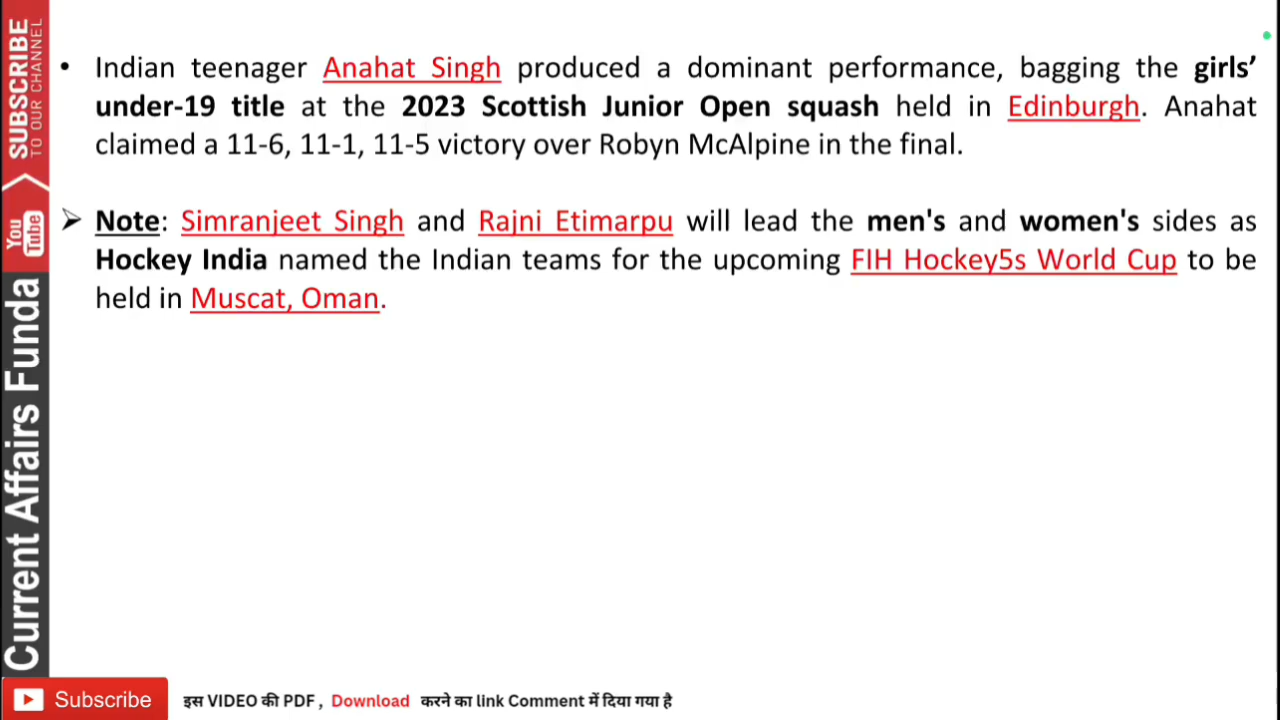 • Indian teenager Anahat Singh produced a dominant performance, bagging the girls’
under-19 title at the 2023 Scottish Junior Open squash held in Edinburgh. Anahat
claimed a 11-6, 11-1, 11-5 victory over Robyn McAlpine in the final.
➢ Note: Simranjeet Singh and Rajni Etimarpu will lead the men's and women's sides as
Hockey India named the Indian teams for the upcoming FIH Hockey5s World Cup to be
held in Muscat, Oman.
SUBSCRIBE
TO OUR CHANNEL
You
Tube
Current Affairs Funda
Subscribe
इस VIDEO की PDF , Download करने का link Comment में दिया गया है